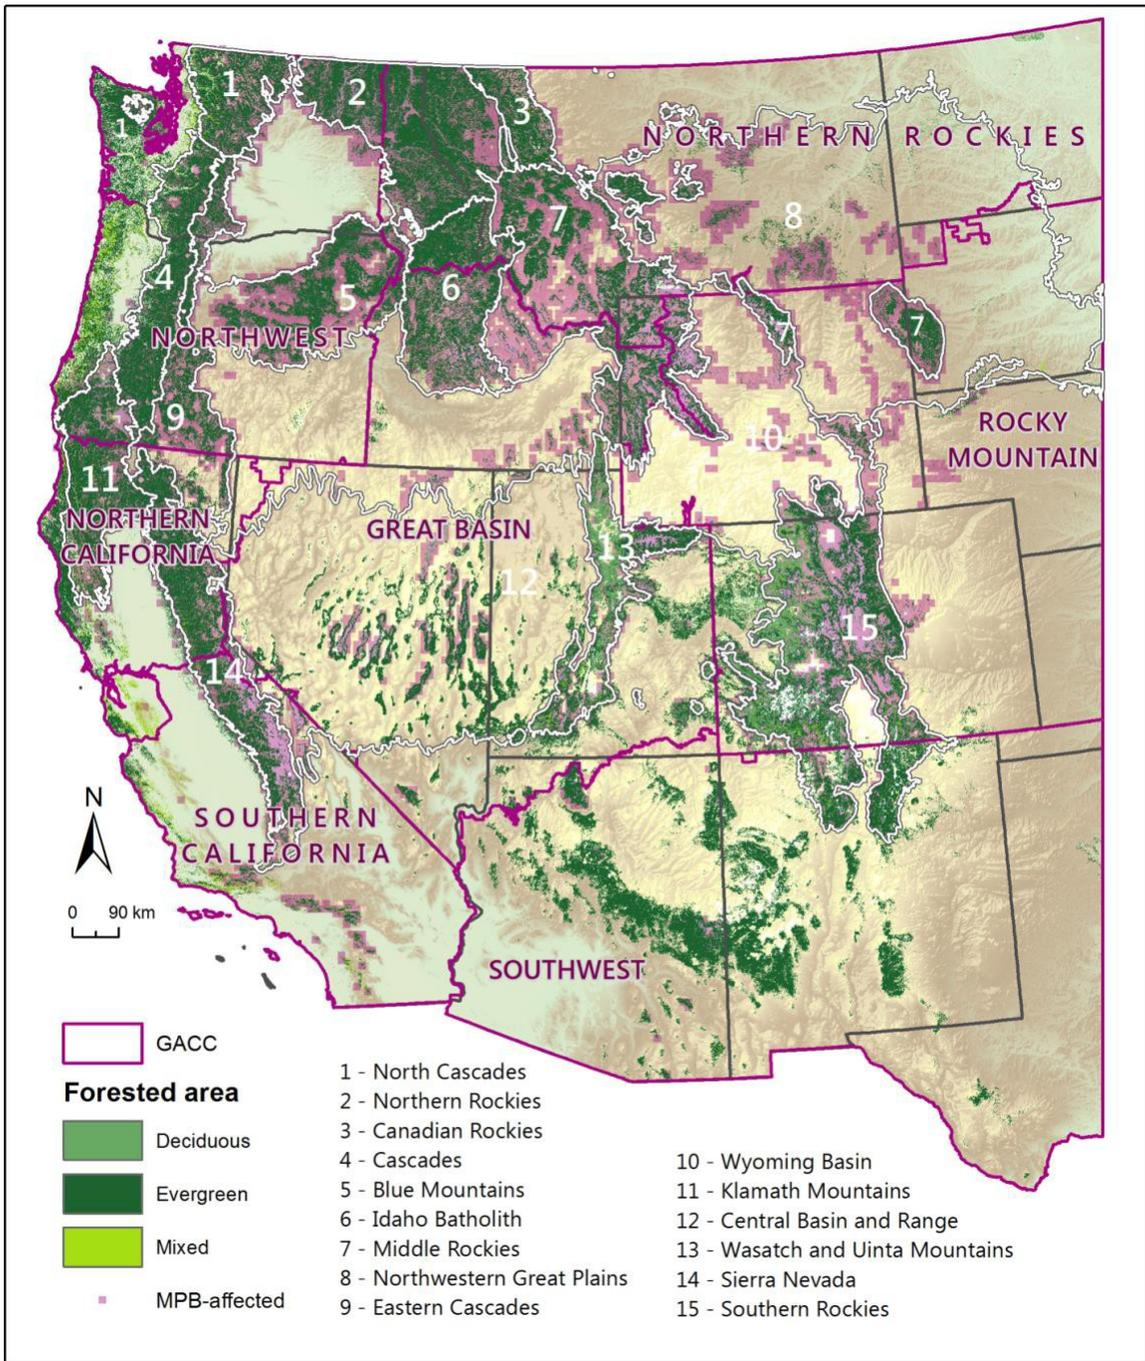 1
2
3
1
NORTHERN ROCKIES
7
8
4
6
5
NORTHWEST
7
7
9
10
ROCKY
MOUNTAIN
11
NORTHERN
CALIFORNIA
GREAT BASIN
13
12
15
14
N
SOUTHERN
CALIFORNIA
0 90 km
SOUTHWEST
GACC
Forested area
Deciduous
Evergreen
Mixed
MPB-affected
1 - North Cascades
2 - Northern Rockies
3 - Canadian Rockies
4 - Cascades
5 - Blue Mountains
6 - Idaho Batholith
7 - Middle Rockies
8 - Northwestern Great Plains
9 - Eastern Cascades
10 - Wyoming Basin
11 - Klamath Mountains
12 - Central Basin and Range
13 - Wasatch and Uinta Mountains
14 - Sierra Nevada
15 - Southern Rockies